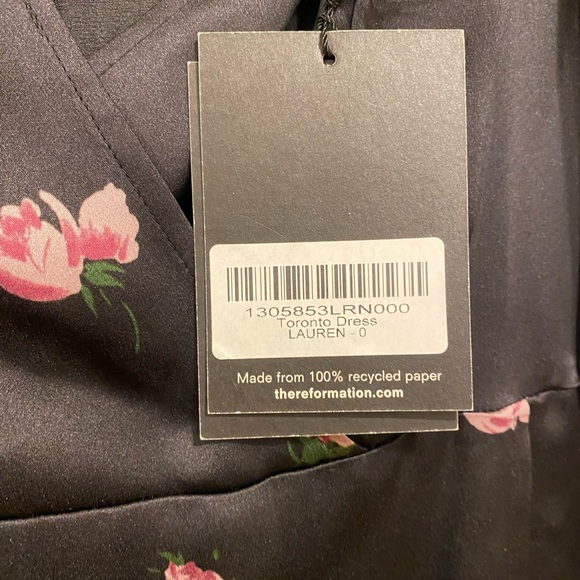 1305853LRN000
Toronto Dress
LAUREN - 0
Made from 100% recycled paper
thereformation.com